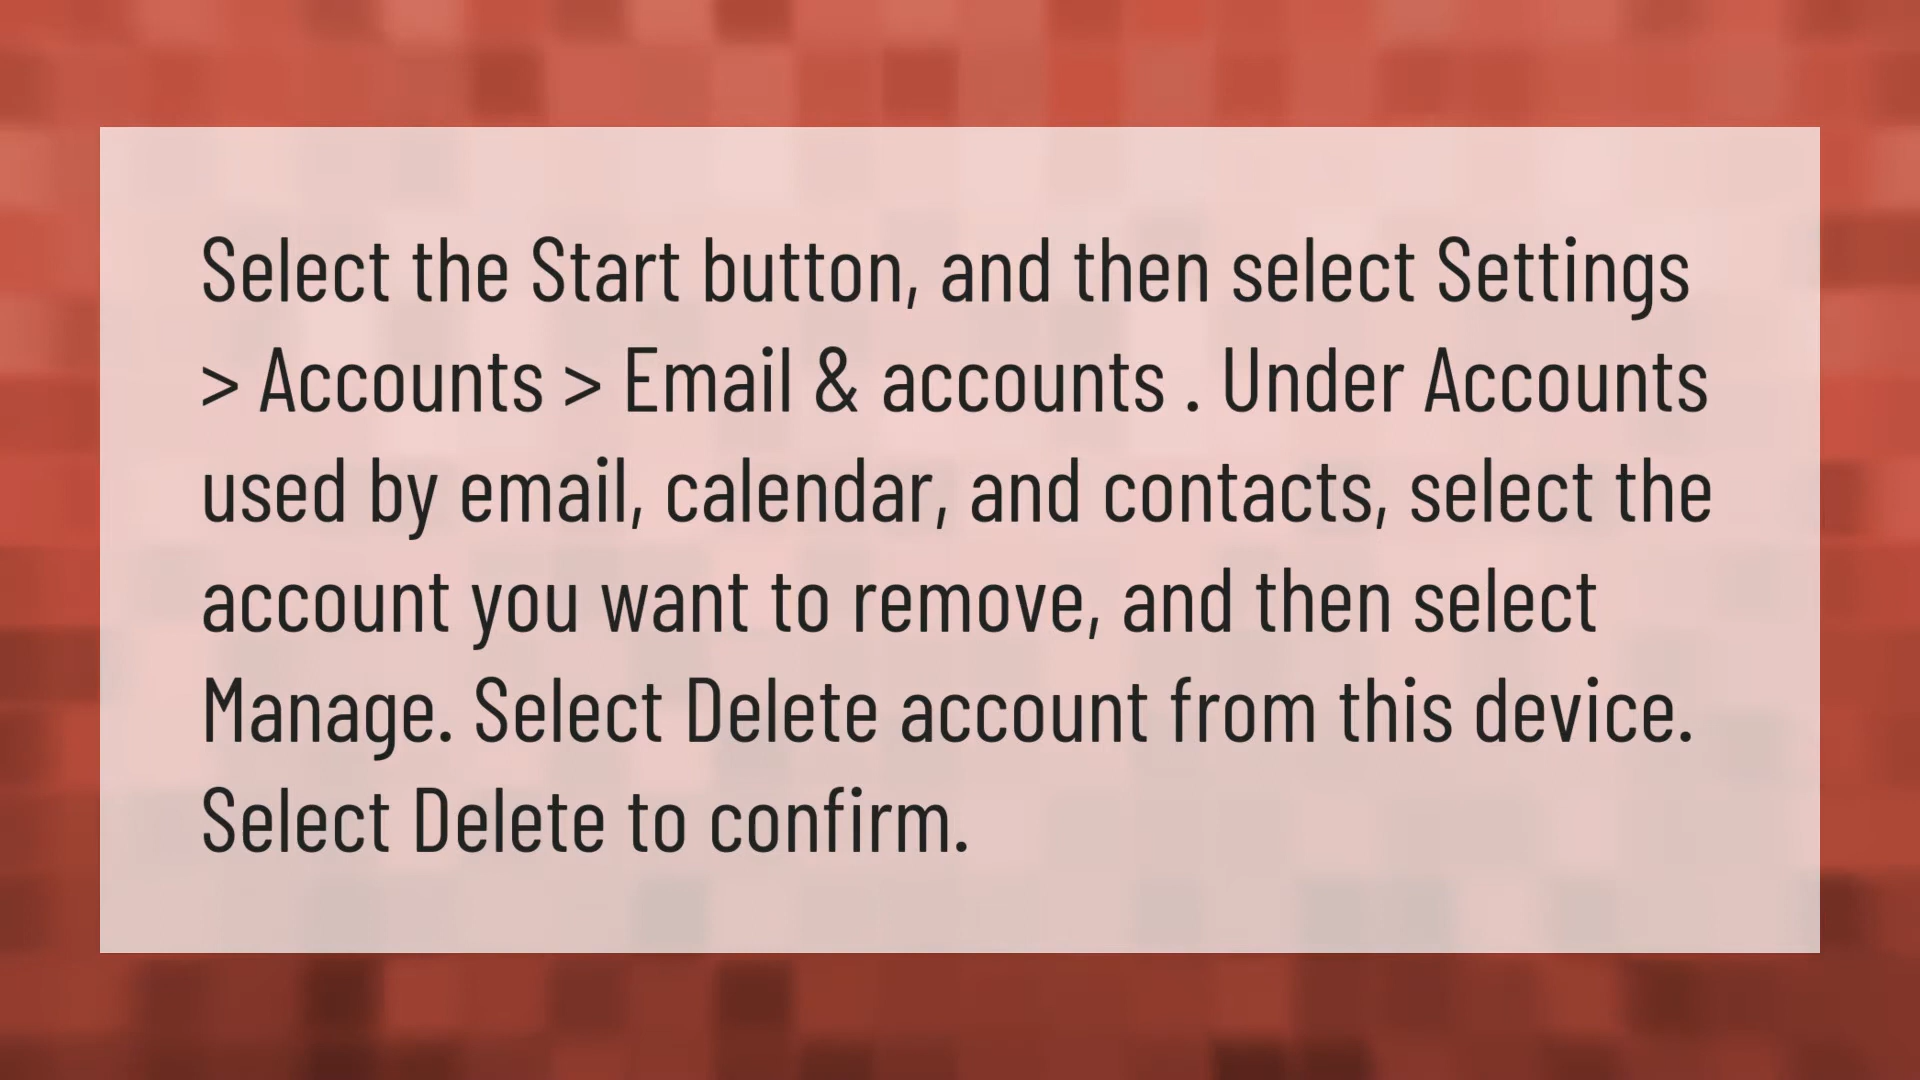 Select the Start button, and then select Settings
> Accounts > Email & accounts . Under Accounts
used by email, calendar, and contacts, select the
account you want to remove, and then select
Manage. Select Delete account from this device.
Select Delete to confirm.